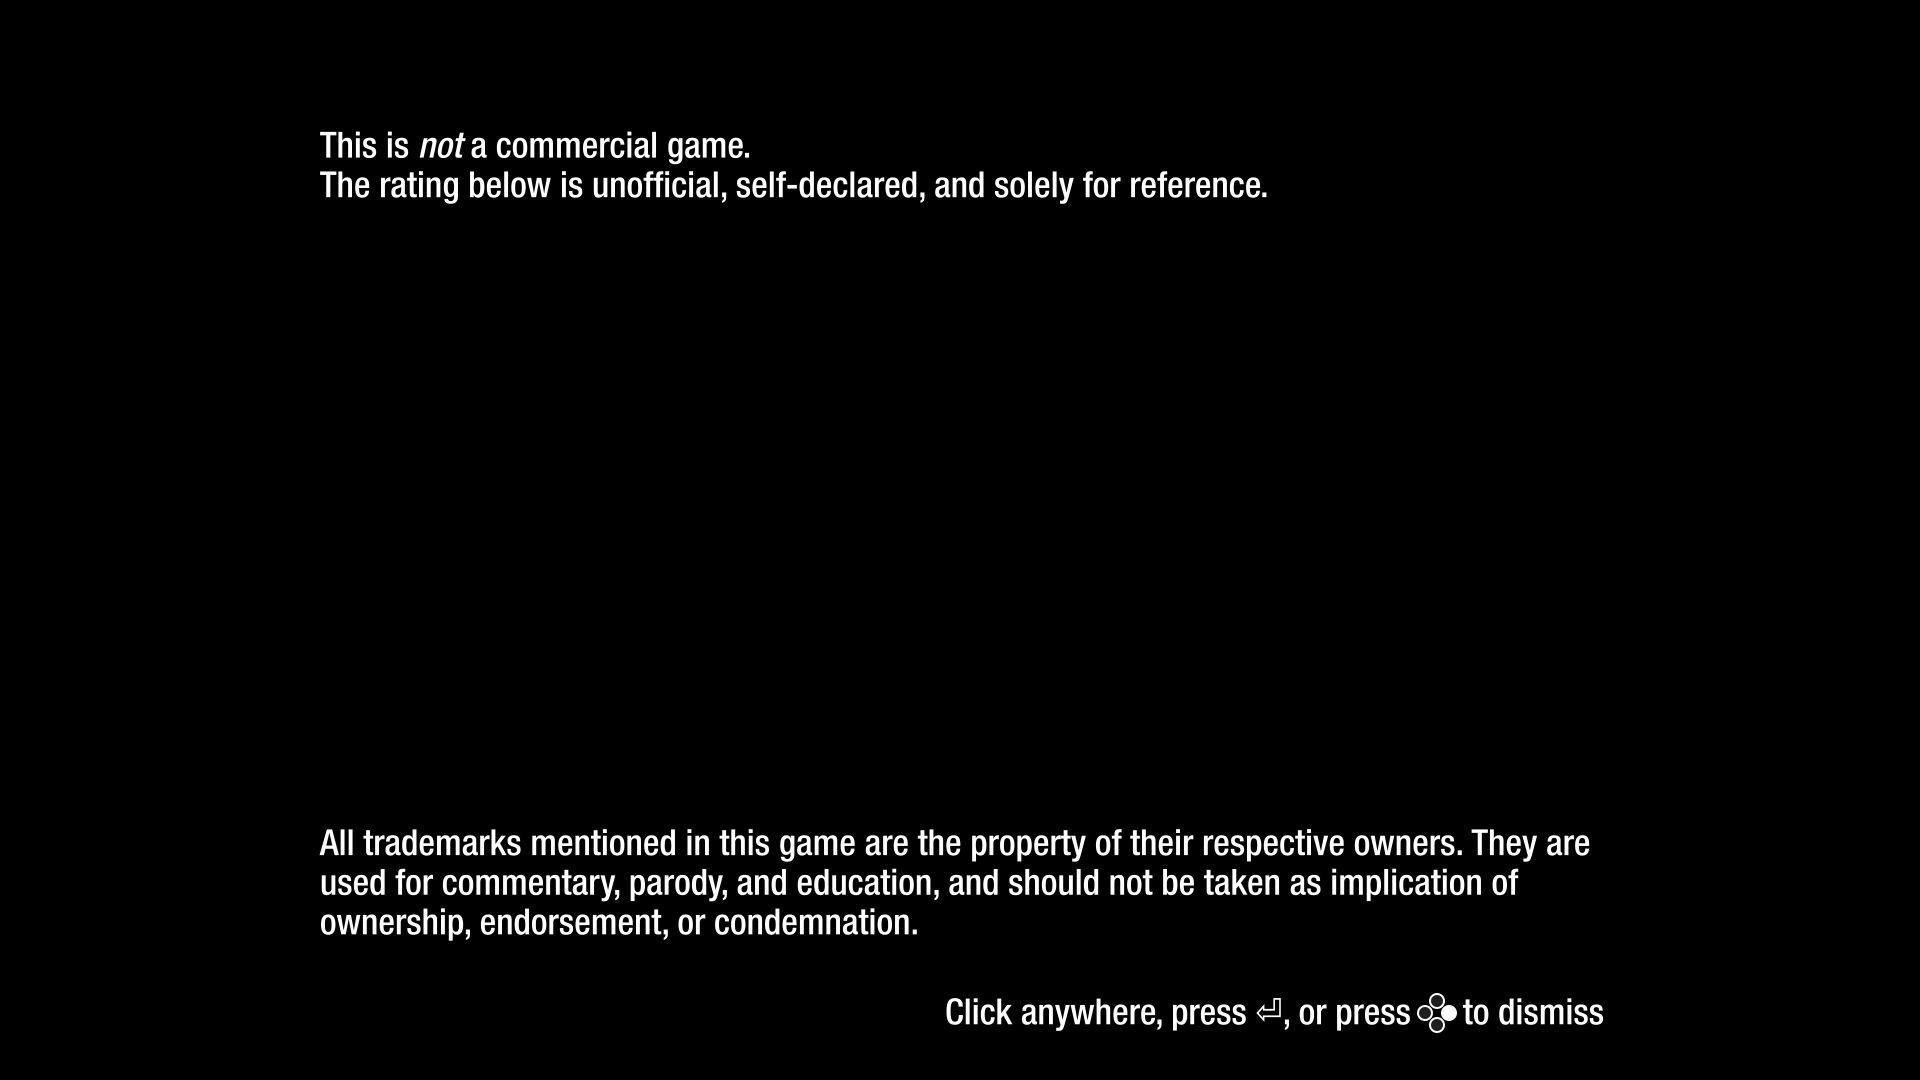 This is not a commercial game.
The rating below is unofficial, self-declared, and solely for reference.
All trademarks mentioned in this game are the property of their respective owners. They are
used for commentary, parody, and education, and should not be taken as implication of
ownership, endorsement, or condemnation.
Click anywhere, press ⏎, or press to dismiss